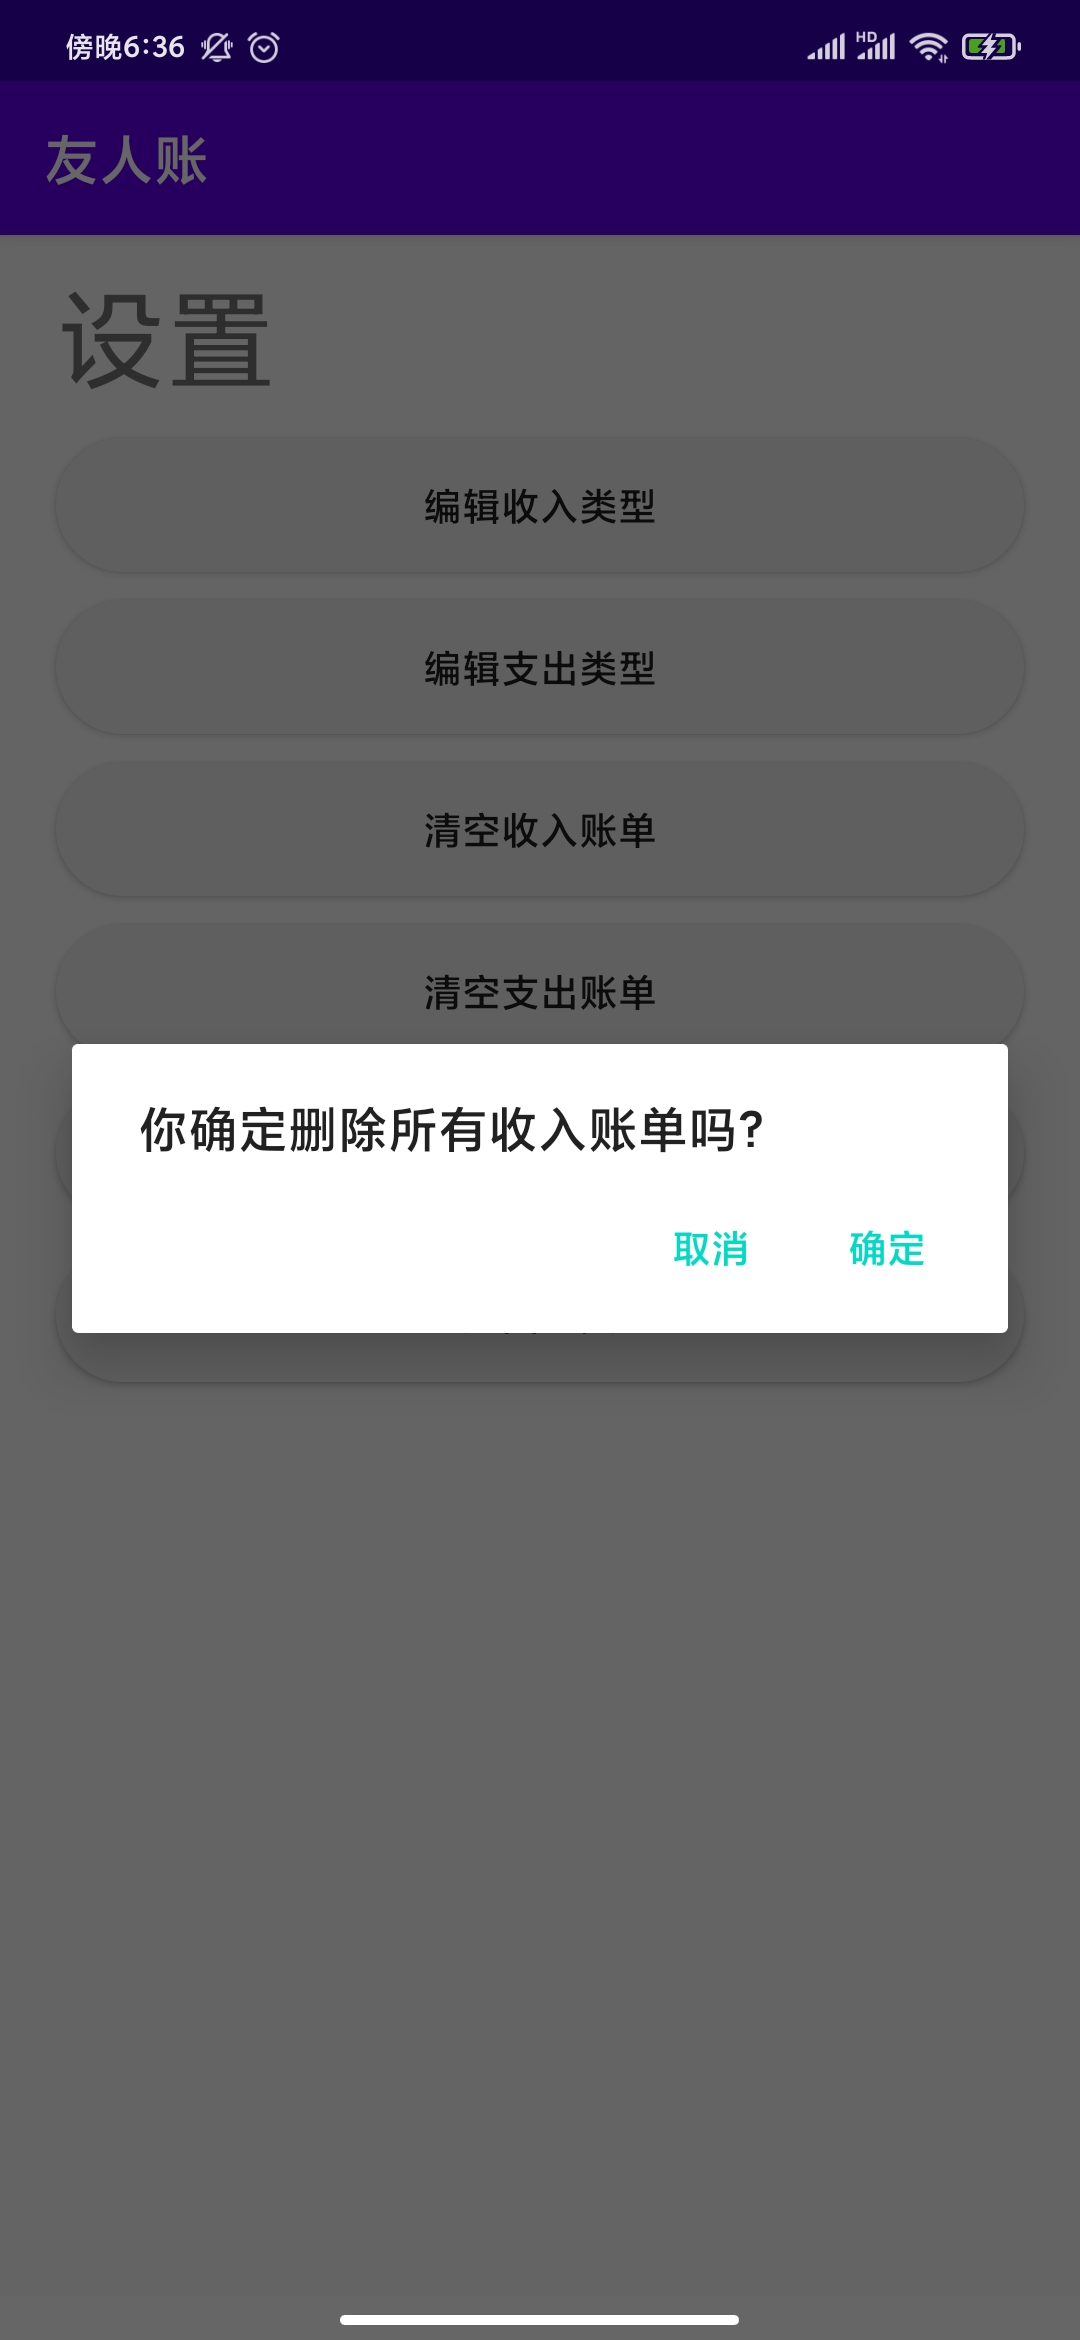 傍晚6:36
HD
友人账
设置
编辑收入类型
编辑支出类型
清空收入账单
清空支出账单
你确定删除所有收入账单吗?
取消 确定